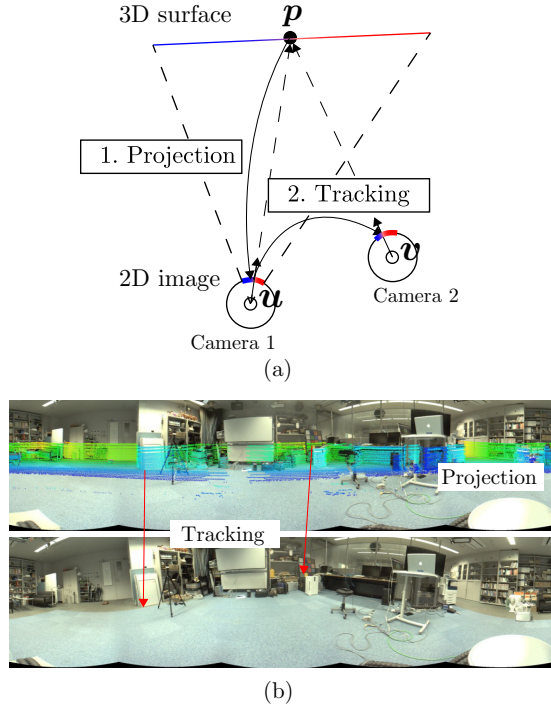 3D surface
p
1. Projection
2. Tracking
v
2D image
u
Camera 2
Camera 1
(a)
Projection
Tracking
(b)